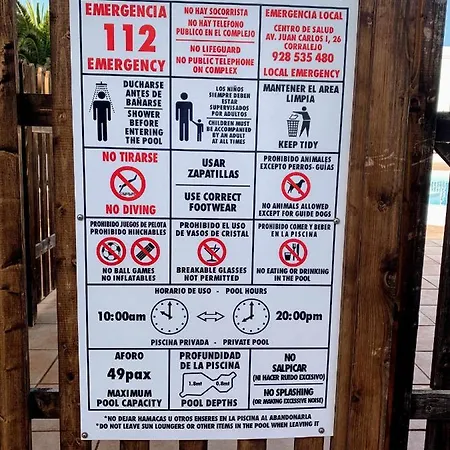 EMERGENCIA
112
EMERGENCY
NO HAY SOCORRISTA
NO HAY TELEFONO
PUBLICO EN EL COMPLEJO
NO LIFEGUARD
NO PUBLIC TELEPHONE
ON COMPLEX
EMERGENCIA LOCAL
CENTRO DE SALUD
AV. JUAN CARLOS I, 26
CORRALEJO
928 535 480
LOCAL EMERGENCY
DUCHARSE
ANTES DE
BAÑARSE
SHOWER
BEFORE
ENTERING
THE POOL
LOS NIÑOS
SIEMPRE DEBEN
ESTAR
SUPERVISADOS
POR ADULTOS
CHILDREN MUST
BE ACCOMPANIED
BY AN ADULT
AT ALL TIMES
MANTENER EL AREA
LIMPIA
KEEP TIDY
NO TIRARSE
NO DIVING
USAR
ZAPATILLAS
USE CORRECT
FOOTWEAR
PROHIBIDO ANIMALES
EXCEPTO PERROS-GUÍAS
NO ANIMALS ALLOWED
EXCEPT FOR GUIDE DOGS
PROHIBIDO JUEGOS DE PELOTA
PROHIBIDO HINCHABLES
NO BALL GAMES
NO INFLATABLES
PROHIBIDO EL USO
DE VASOS DE CRISTAL
BREAKABLE GLASSES
NOT PERMITTED
PROHIBIDO COMER Y BEBER
EN LA PISCINA
NO EATING OR DRINKING
IN THE POOL
HORARIO DE USO - POOL HOURS
10:00am
20:00pm
PISCINA PRIVADA - PRIVATE POOL
AFORO
49pax
MAXIMUM
POOL CAPACITY
PROFUNDIDAD
DE LA PISCINA
1.8mt 0.8mt
POOL DEPTHS
NO
SALPICAR
(NI HACER RUIDO EXCESIVO)
NO SPLASHING
(OR MAKING EXCESSIVE NOISE)
*NO DEJAR HAMACAS U OTROS ENSERES EN LA PISCINA AL ABANDONARLA
*DO NOT LEAVE SUN LOUNGERS OR OTHER ITEMS IN THE POOL WHEN LEAVING IT